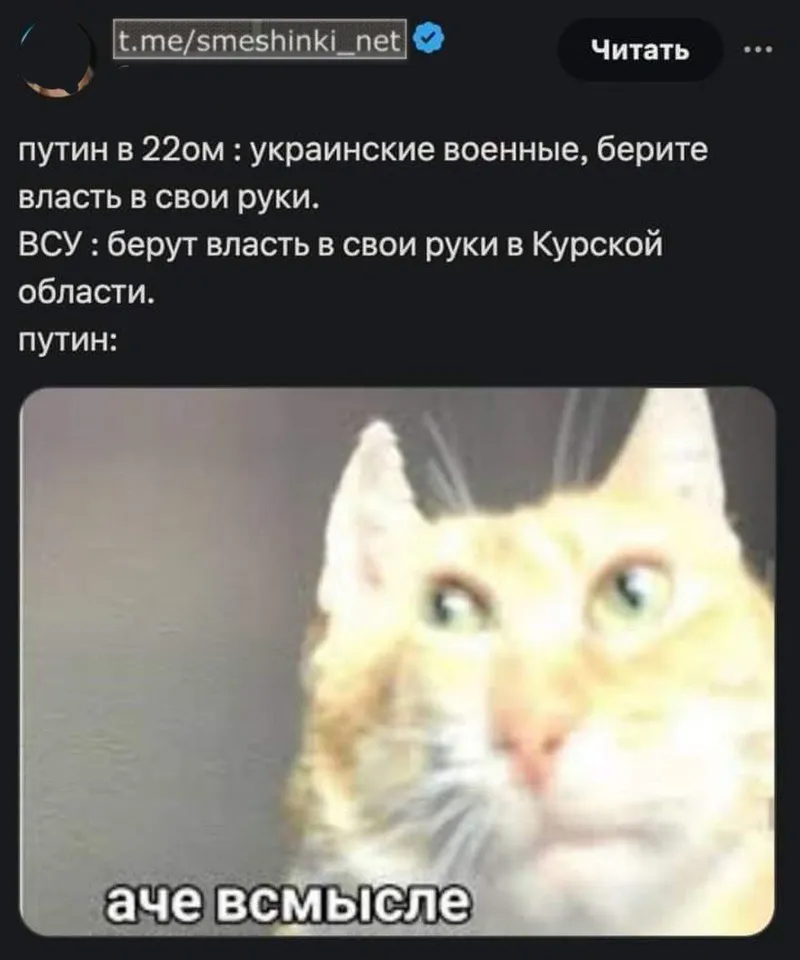 t.me/smeshinki_net
Читать
путин в 22ом : украинские военные, берите
власть в свои руки.
ВСУ : берут власть в свои руки в Курской
области.
путин:
аче всмысле